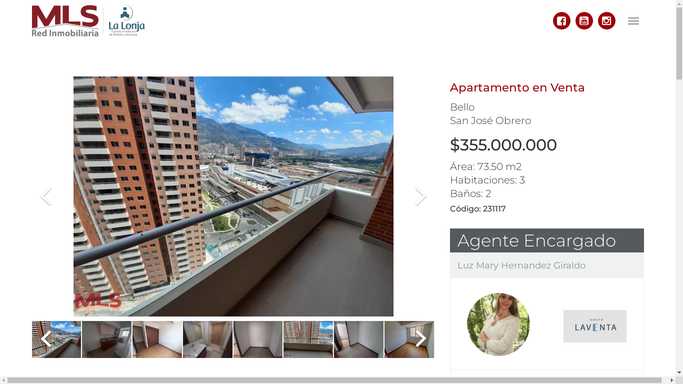 MLS
Red Inmobiliaria
La Lonja
Apartamento en Venta
Bello
San José Obrero
$355.000.000
Área: 73.50 m2
Habitaciones: 3
Baños: 2
Código: 231117
Agente Encargado
Luz Mary Hernandez Giraldo
LAVENTA
MLS